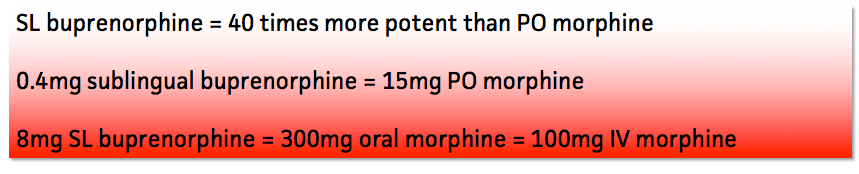 SL buprenorphine = 40 times more potent than PO morphine
0.4mg sublingual buprenorphine = 15mg PO morphine
8mg SL buprenorphine = 300mg oral morphine = 100mg IV morphine